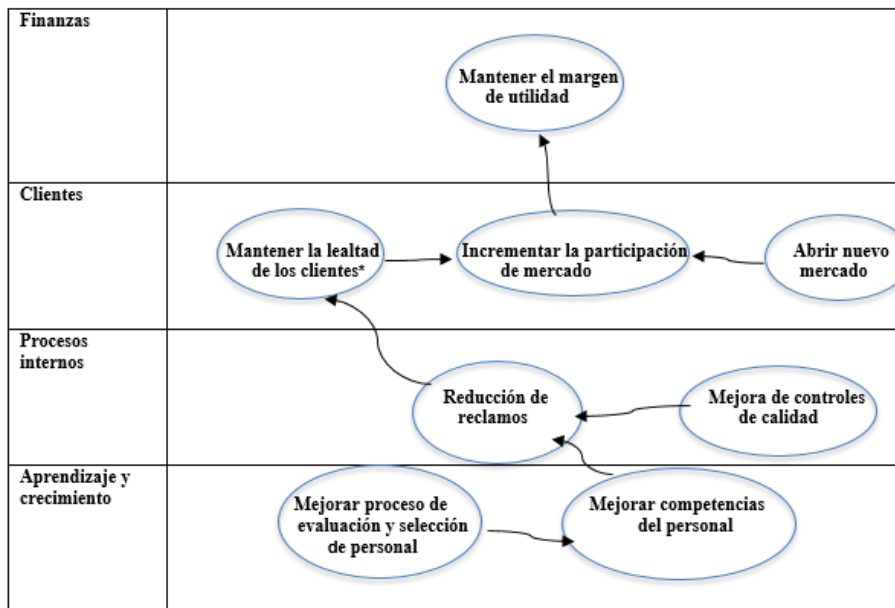 Finanzas
Mantener el margen
de utilidad
Clientes
Mantener la lealtad
de los clientes*
Incrementar la participación
de mercado
Abrir nuevo
mercado
Procesos
internos
Reducción de
reclamos
Mejora de controles
de calidad
Aprendizaje y
crecimiento
Mejorar proceso de
evaluación y selección
de personal
Mejorar competencias
del personal